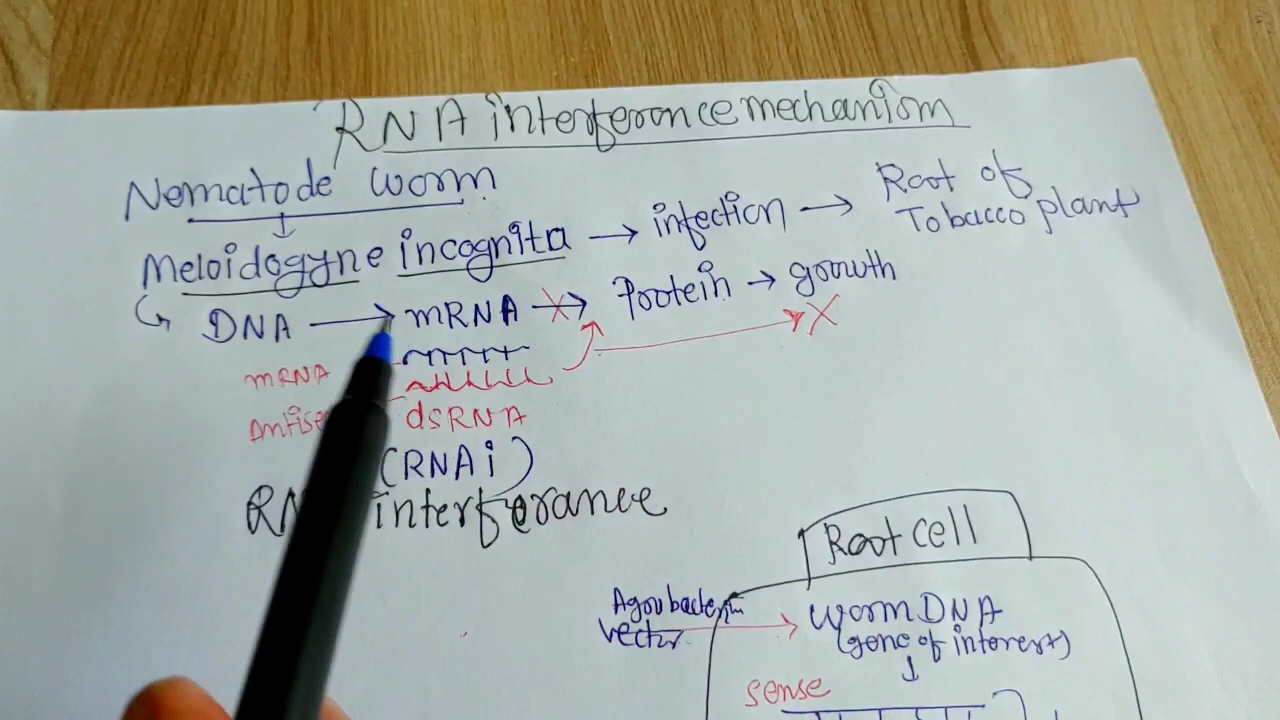 RNA interference mechanism
Nematode worm
Meloidogyne incognita → infection → Root of
Tobacco plant
DNA → mRNA → Protein → growth
mRNA
dsRNA
(RNAi)
interferance
Root cell
vector
worm DNA
(gene of interest)
sense